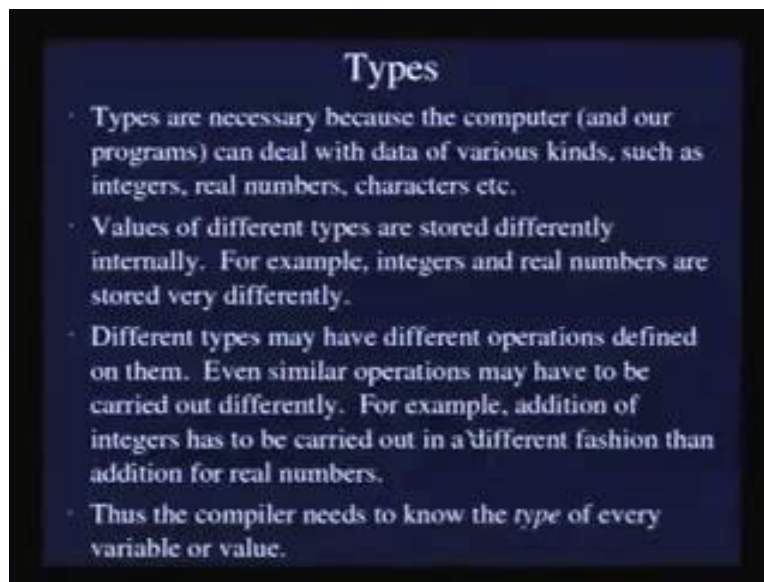 Types
Types are necessary because the computer (and our
programs) can deal with data of various kinds, such as
integers, real numbers, characters etc.
Values of different types are stored differently
internally. For example, integers and real numbers are
stored very differently.
Different types may have different operations defined
on them. Even similar operations may have to be
carried out differently. For example, addition of
integers has to be carried out in a different fashion than
addition for real numbers.
Thus the compiler needs to know the type of every
variable or value.